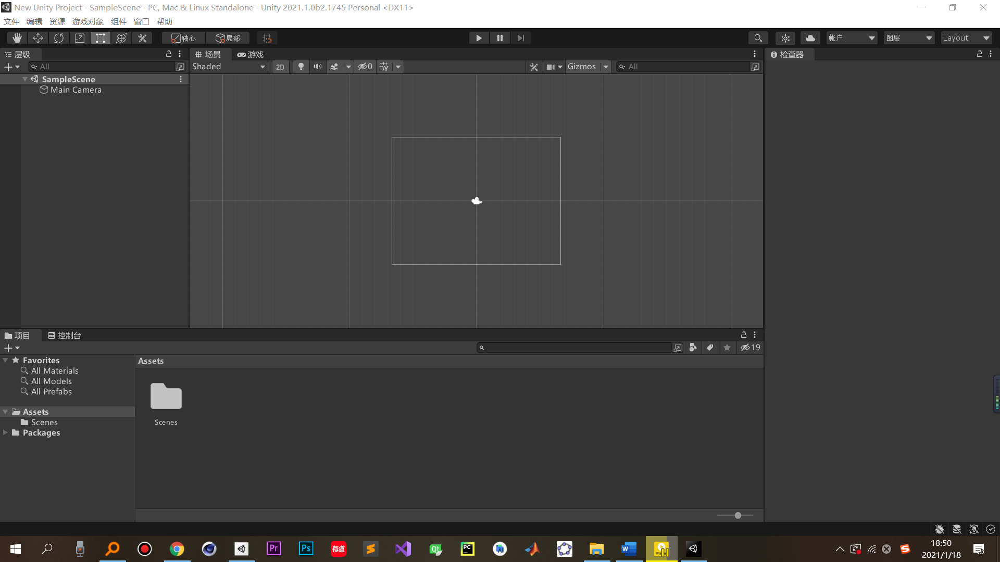 New Unity Project - SampleScene - PC, Mac & Linux Standalone - Unity 2021.1.0b2.1745 Personal <DX11>
文件 编辑 资源 游戏对象 组件 窗口 帮助
轴心 局部 帐户 图层 Layout
层级 场景 游戏 检查器
All Shaded 2D 0 Gizmos All
SampleScene
Main Camera
项目 控制台
19
Favorites
All Materials
All Models
All Prefabs
Assets
Scenes
Packages
Assets
Scenes
Pr Ps 有道 Qt PC W
18:50
2021/1/18